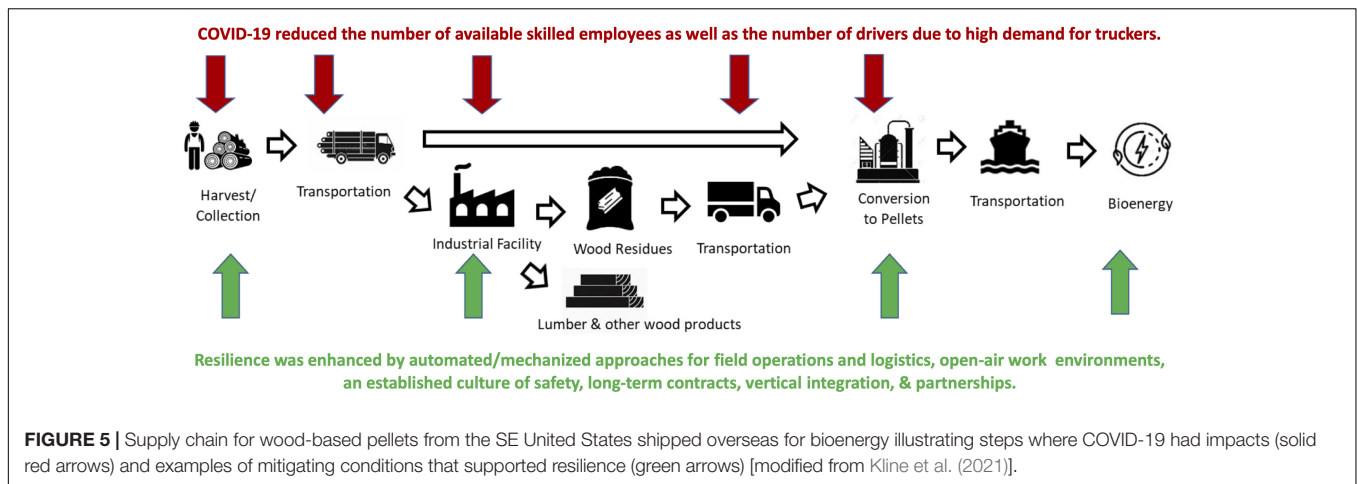 COVID-19 reduced the number of available skilled employees as well as the number of drivers due to high demand for truckers.
Harvest/
Collection
Transportation
Industrial Facility
Wood Residues
Transportation
Lumber & other wood products
Conversion
to Pellets
Transportation
Bioenergy
Resilience was enhanced by automated/mechanized approaches for field operations and logistics, open-air work environments,
an established culture of safety, long-term contracts, vertical integration, & partnerships.
FIGURE 5 | Supply chain for wood-based pellets from the SE United States shipped overseas for bioenergy illustrating steps where COVID-19 had impacts (solid
red arrows) and examples of mitigating conditions that supported resilience (green arrows) [modified from Kline et al. (2021)].